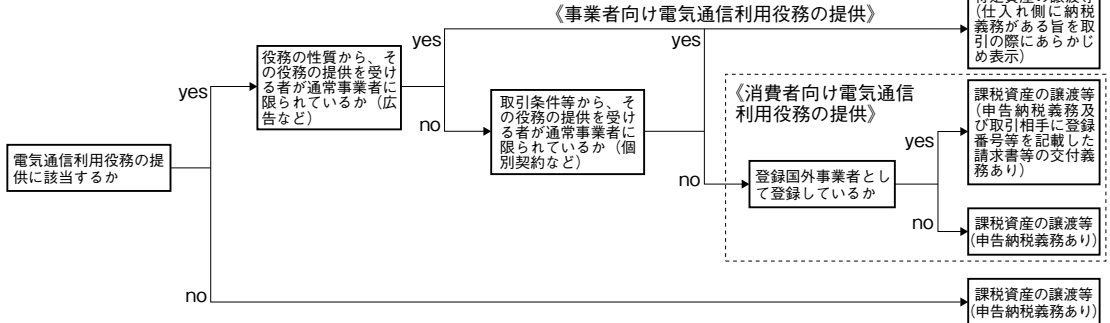 《事業者向け電気通信利用役務の提供》
(仕入れ側に納税
義務がある旨を取
引の際にあらかじ
め表示)
yes
yes
役務の性質から、そ
の役務の提供を受け
る者が通常事業者に
限られているか（広
告など）
yes
no
取引条件等から、そ
の役務の提供を受け
る者が通常事業者に
限られているか（個
別契約など）
《消費者向け電気通信
利用役務の提供》
課税資産の譲渡等
(申告納税義務及
び取引相手に登録
番号等を記載した
請求書等の交付義
務あり)
yes
電気通信利用役務の提
供に該当するか
no
登録国外事業者とし
て登録しているか
no
課税資産の譲渡等
(申告納税義務あり)
no
課税資産の譲渡等
(申告納税義務あり)